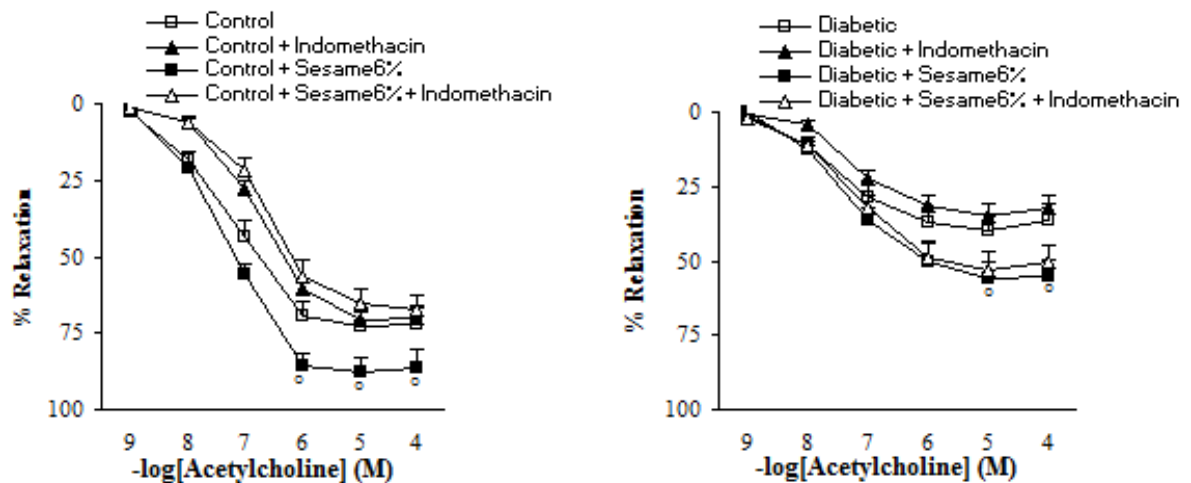 Control
Control + Indomethacin
Control + Sesame6%
Control + Sesame6% + Indomethacin
0
25
50
75
100
% Relaxation
9 8 7 6 5 4
-log[Acetylcholine] (M)
Diabetic
Diabetic + Indomethacin
Diabetic + Sesame6%
Diabetic + Sesame6% + Indomethacin
0
25
50
75
100
% Relaxation
9 8 7 6 5 4
-log[Acetylcholine] (M)